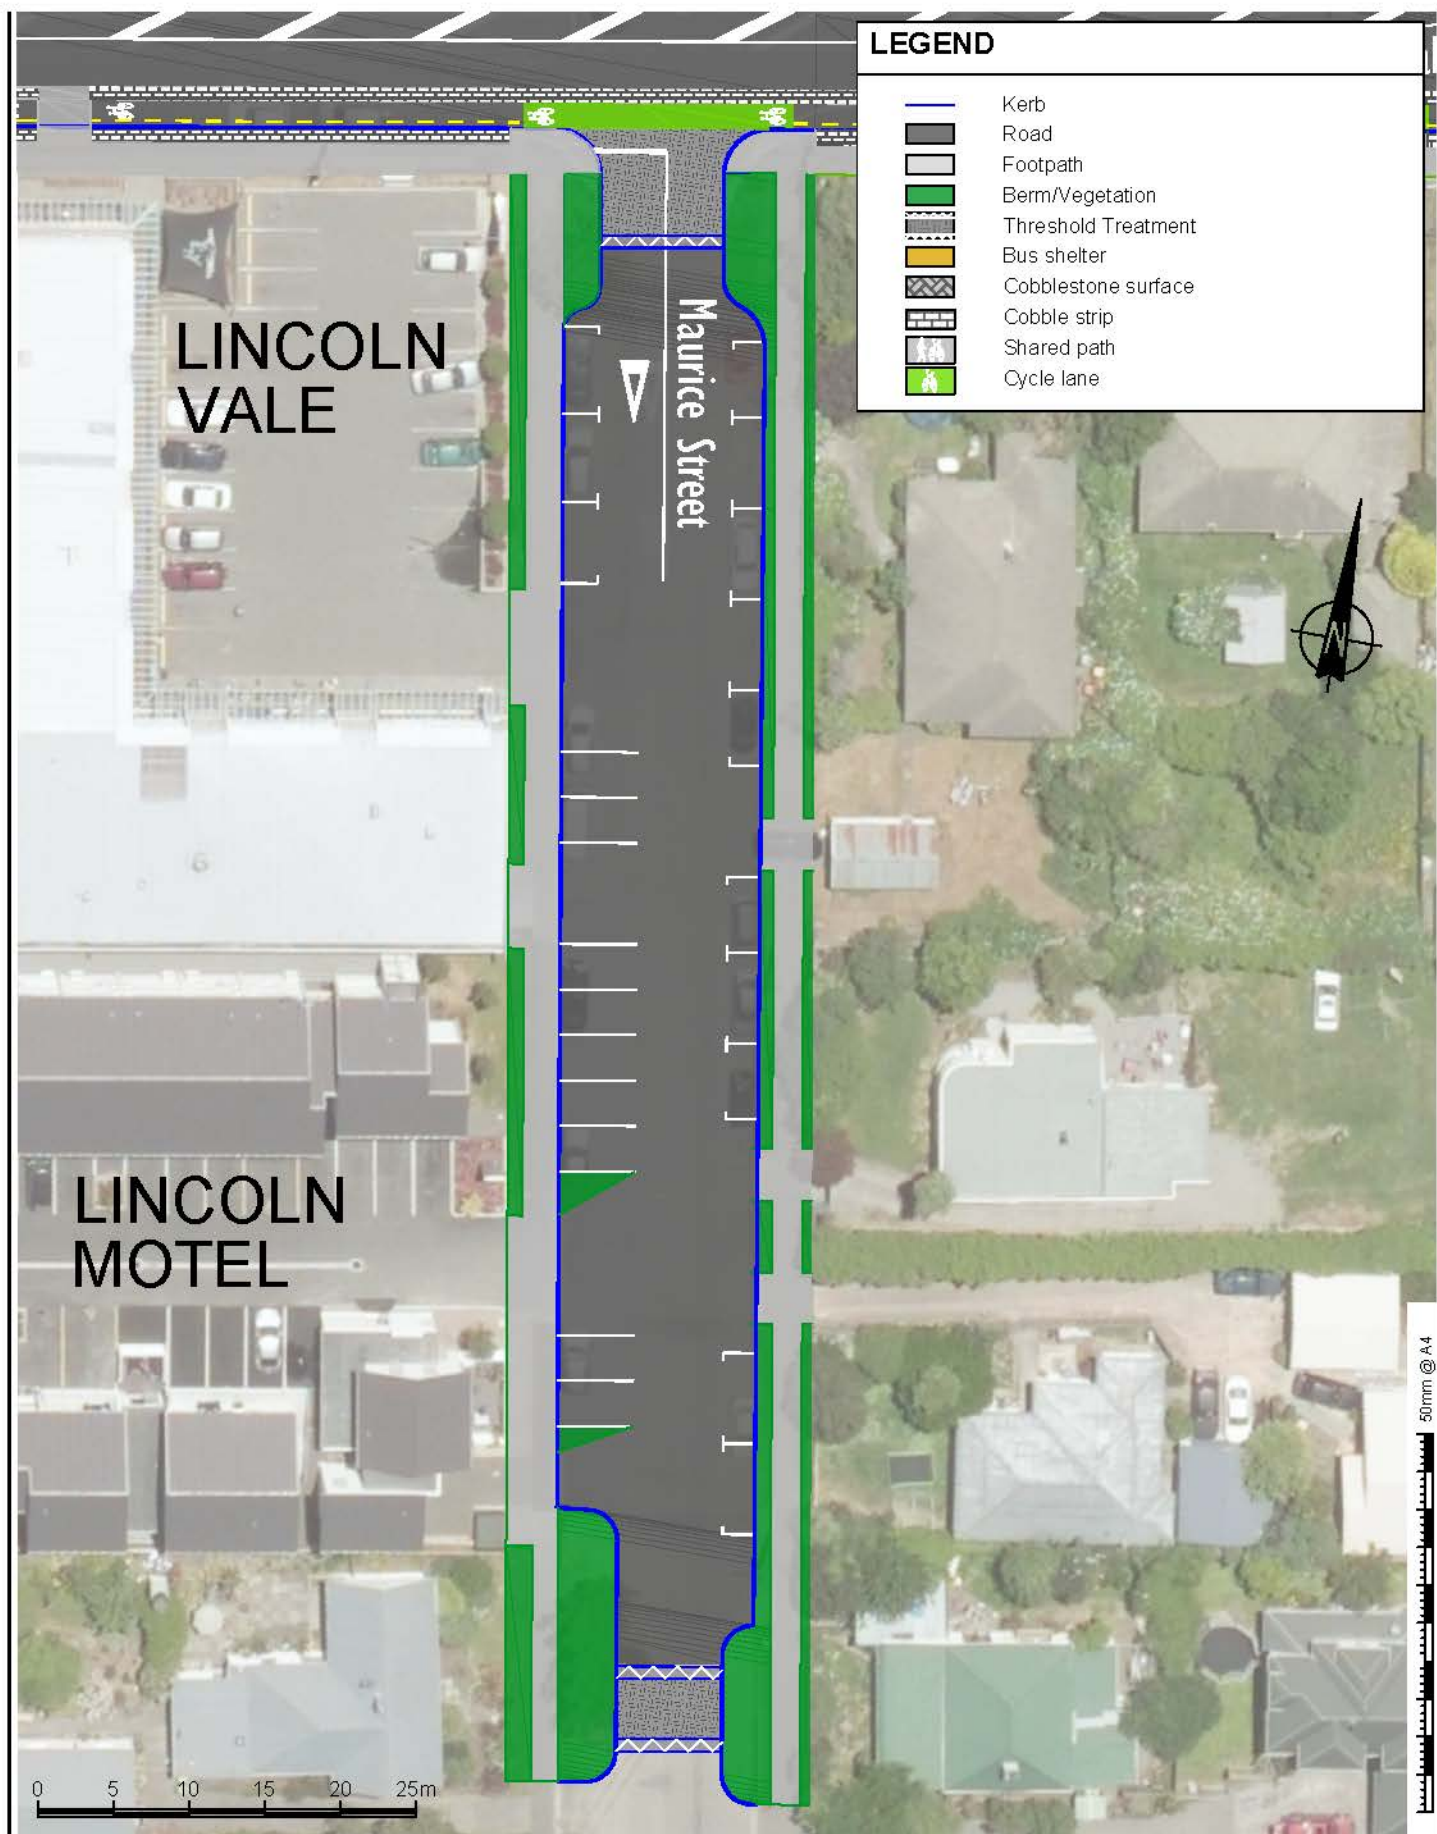 LEGEND
Kerb
Road
Footpath
Berm/Vegetation
Threshold Treatment
Bus shelter
Cobblestone surface
Cobble strip
Shared path
Cycle lane
LINCOLN
VALE
Maurice Street
N
LINCOLN
MOTEL
50mm @ A4
0 5 10 15 20 25m